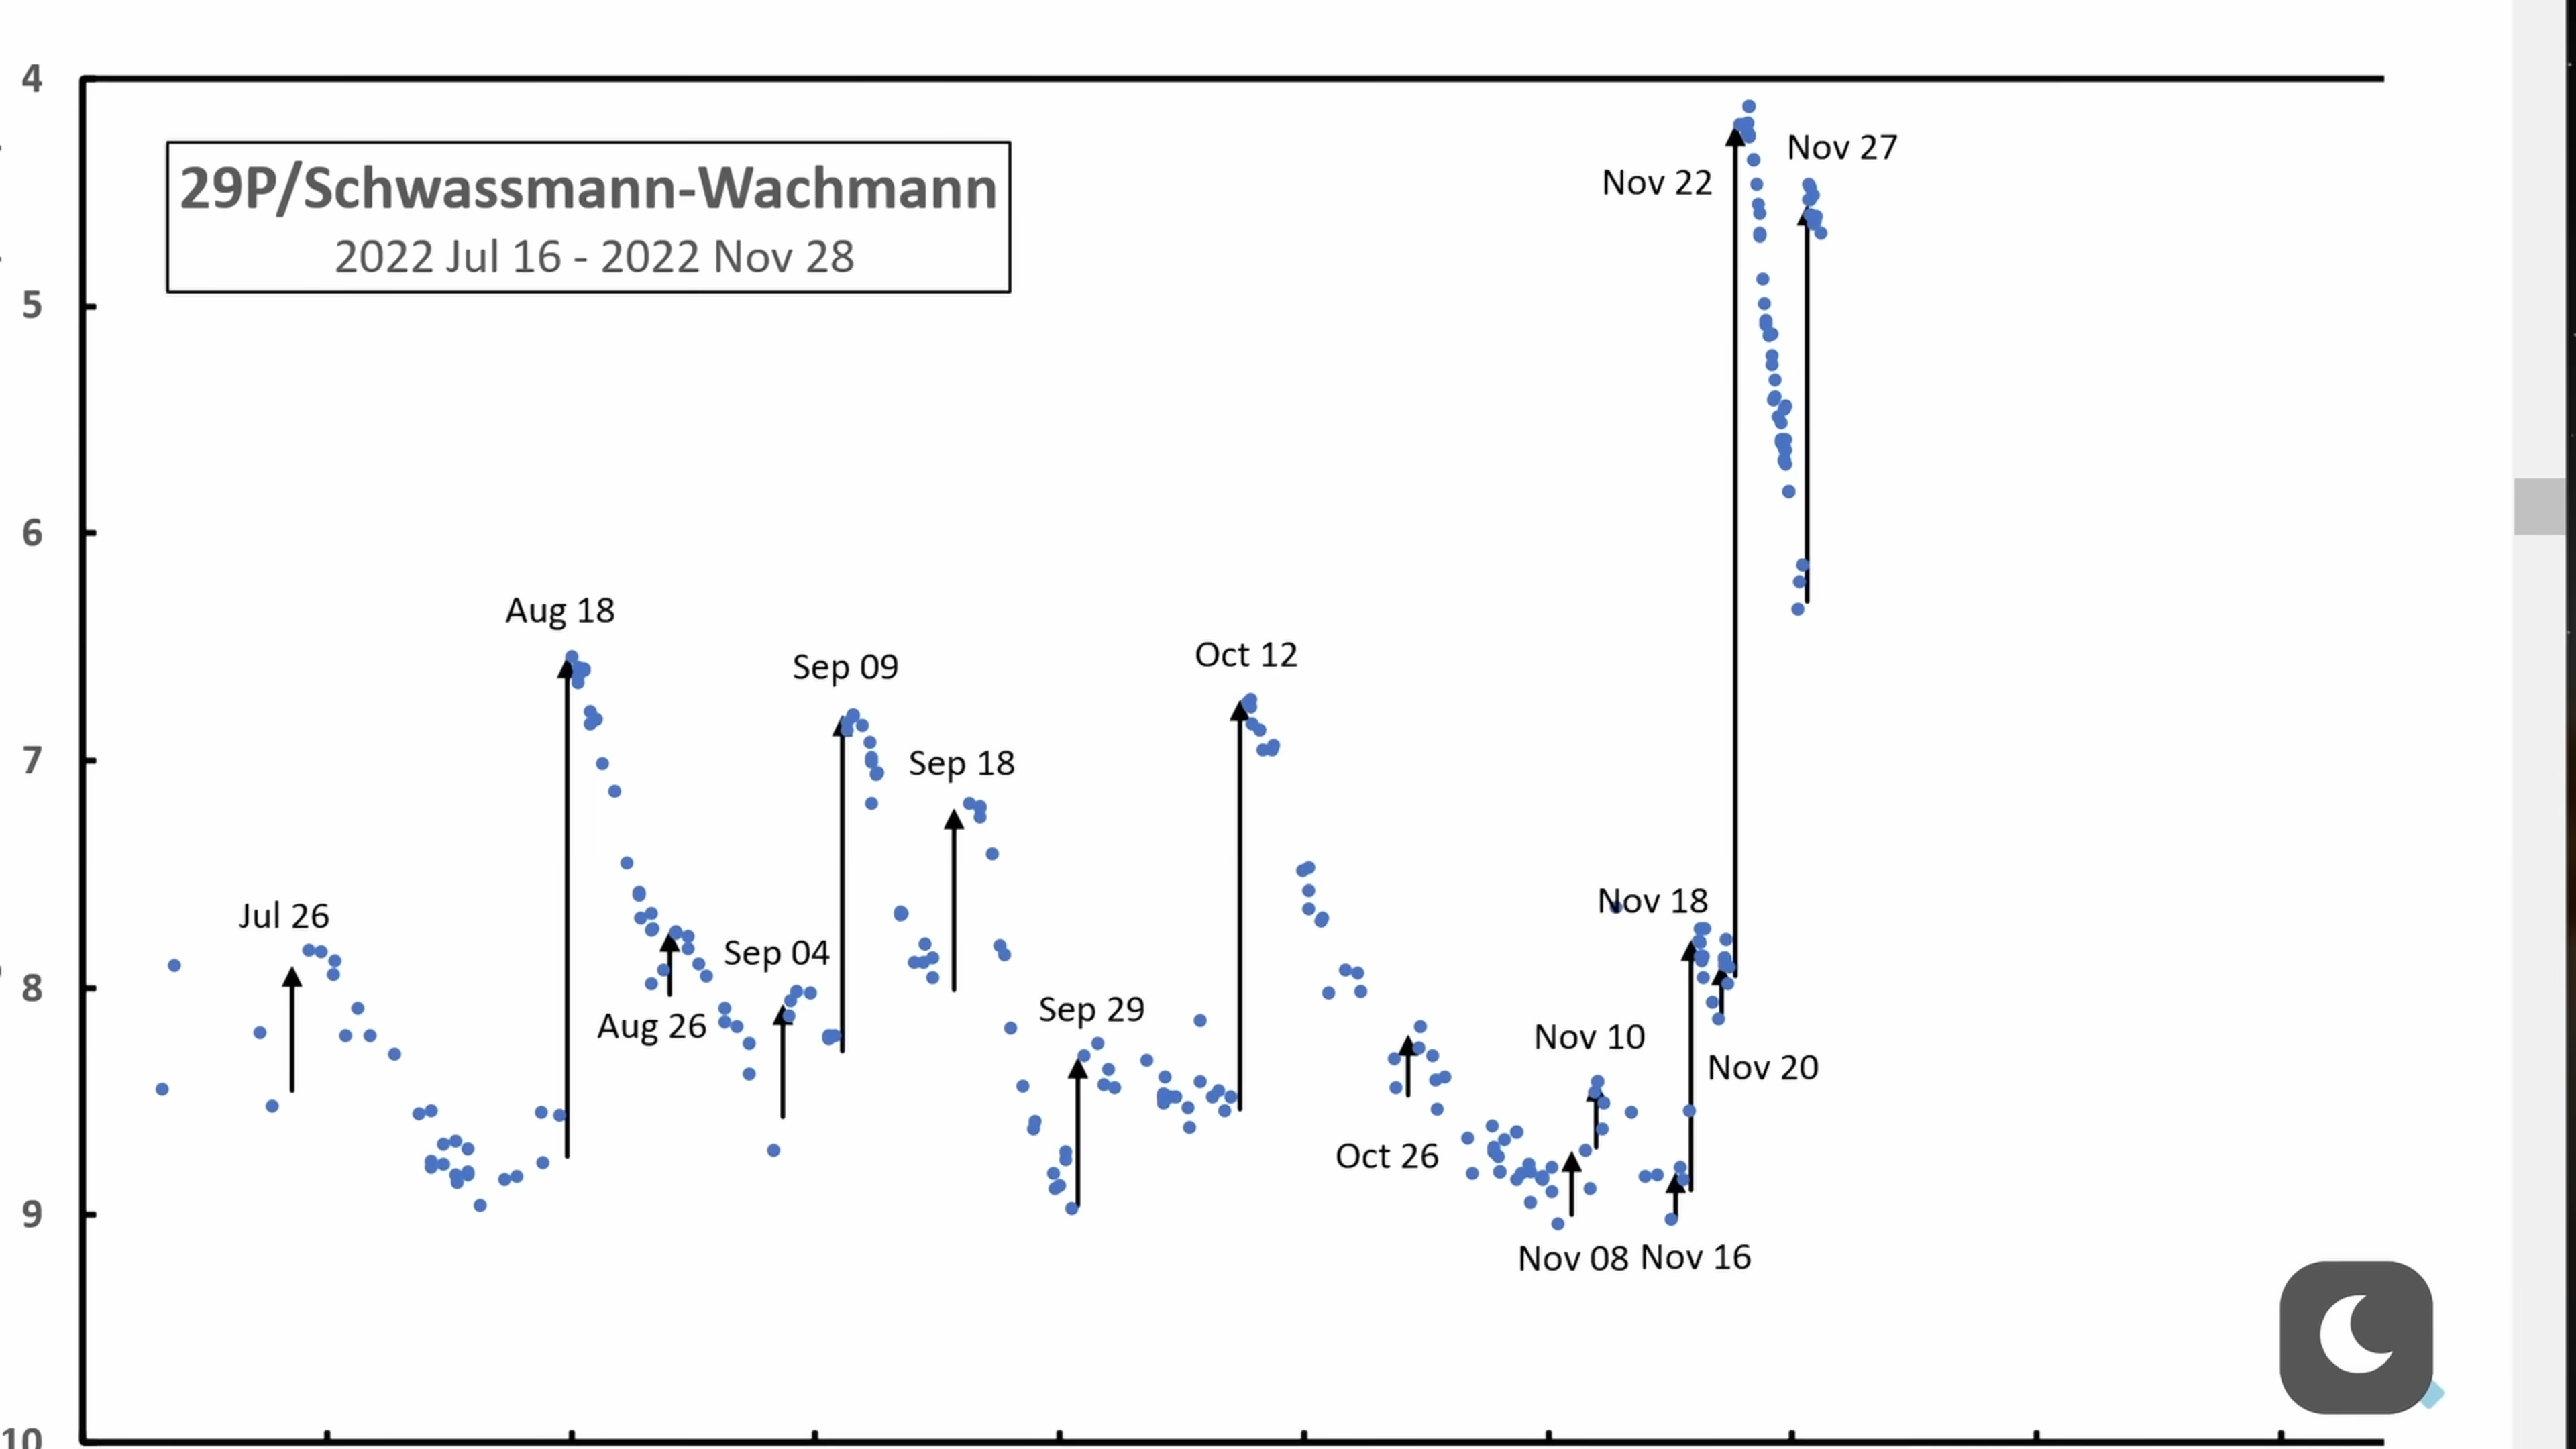 4
29P/Schwassmann-Wachmann
2022 Jul 16 - 2022 Nov 28
Nov 27
Nov 22
5
6
Aug 18
Sep 09
Oct 12
7
Sep 18
Jul 26
Nov 18
Sep 04
8
Aug 26
Sep 29
Nov 10
Nov 20
Oct 26
9
Nov 08
Nov 16
10